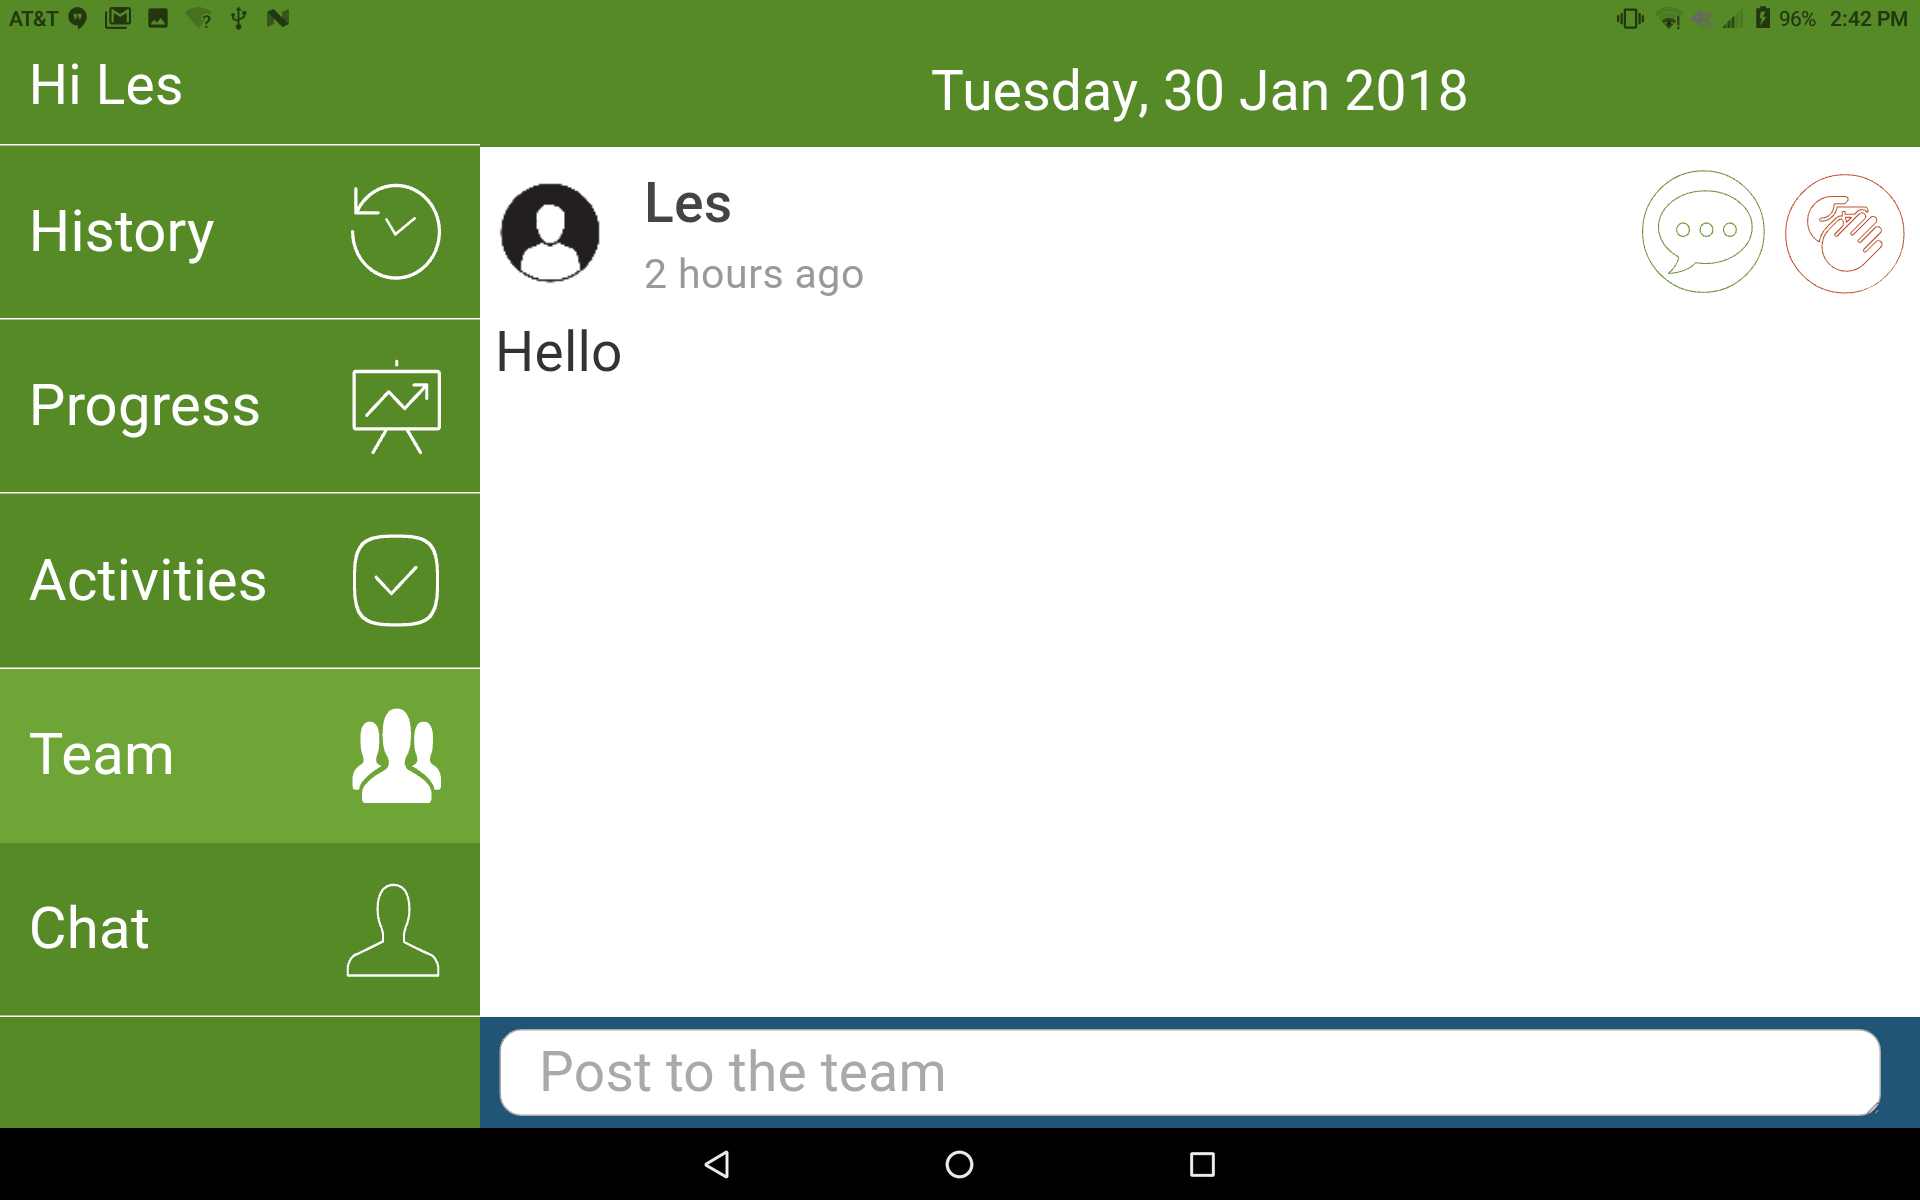 AT&T
96% 2:42 PM
Hi Les
Tuesday, 30 Jan 2018
History
Progress
Activities
Team
Chat
Les
2 hours ago
Hello
Post to the team